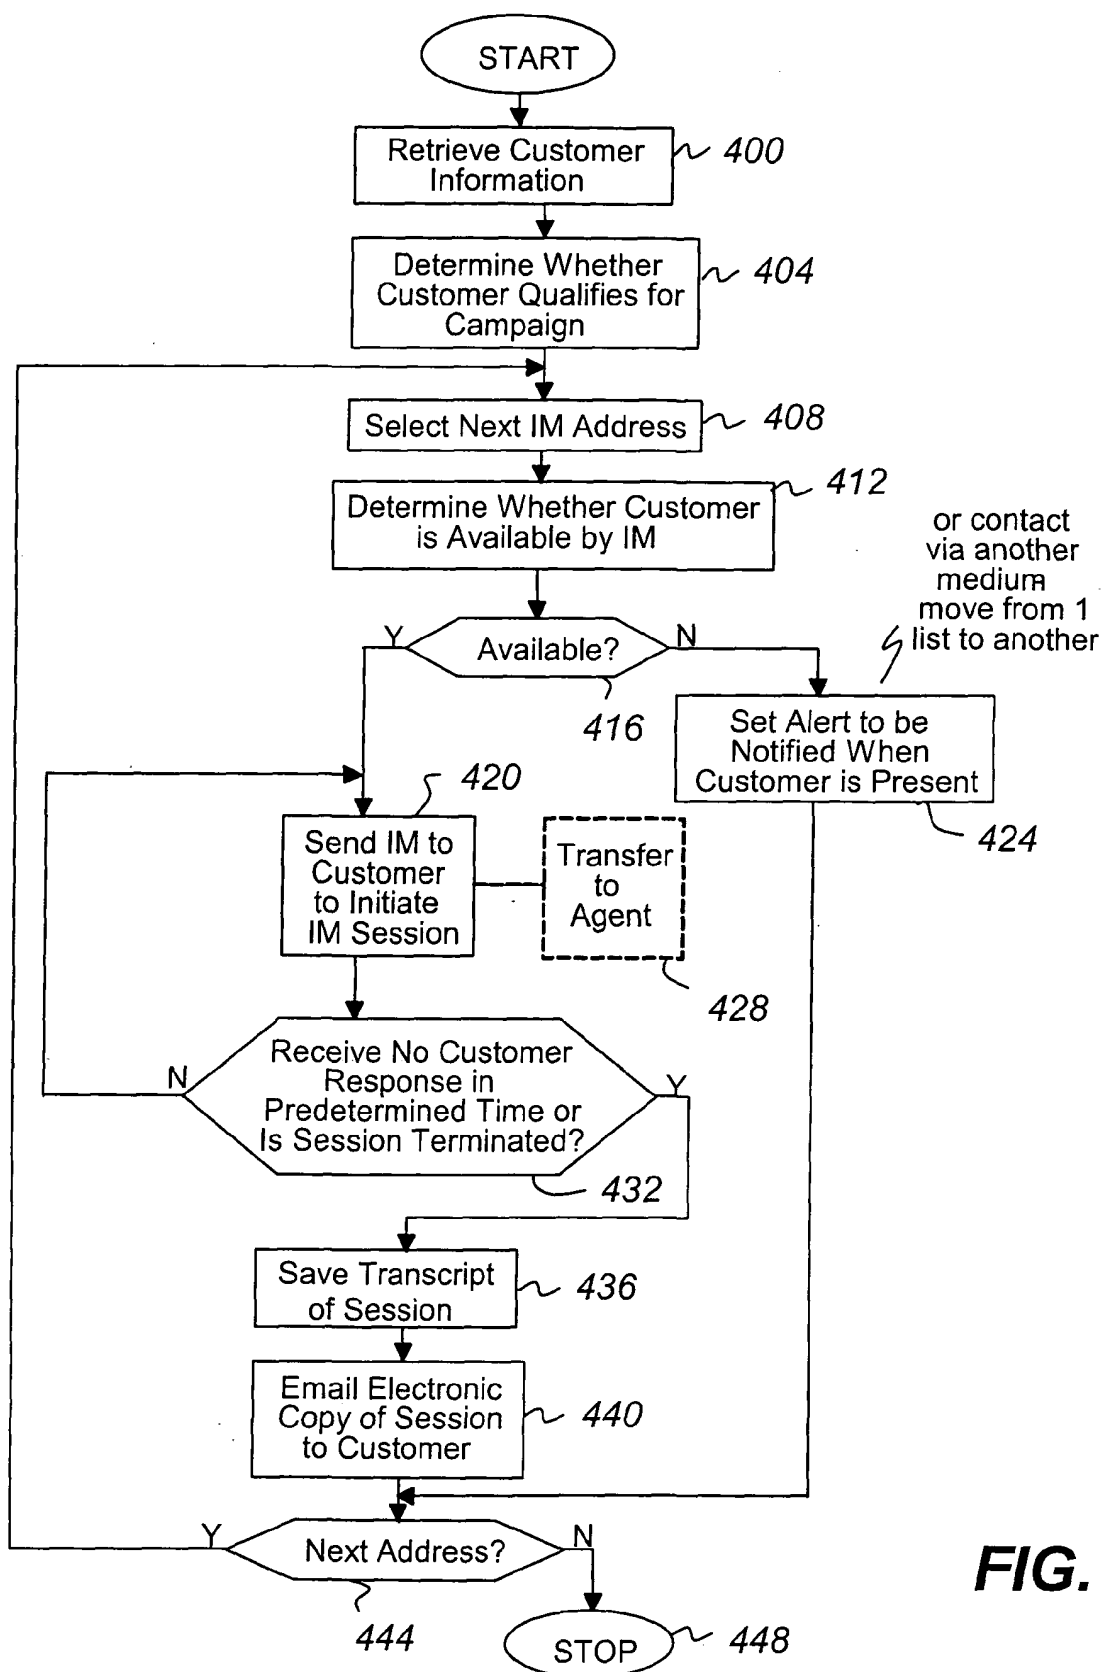 START
Retrieve Customer
Information
400
Determine Whether
Customer Qualifies for
Campaign
404
Select Next IM Address
408
Determine Whether Customer
is Available by IM
412
or contact
via another
medium
move from 1
list to another
Y
Available?
N
416
Set Alert to be
Notified When
Customer is Present
424
420
Send IM to
Customer
to Initiate
IM Session
Transfer
to
Agent
428
N
Receive No Customer
Response in
Predetermined Time or
Is Session Terminated?
Y
432
Save Transcript
of Session
436
Email Electronic
Copy of Session
to Customer
440
Y
Next Address?
N
444
STOP
448
FIG.